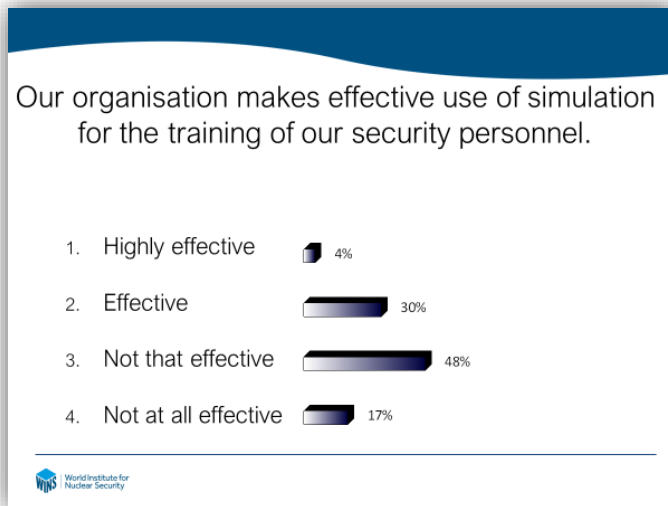 Our organisation makes effective use of simulation
for the training of our security personnel.
1. Highly effective 4%
2. Effective 30%
3. Not that effective 48%
4. Not at all effective 17%
WINS World Institute for
Nuclear Security